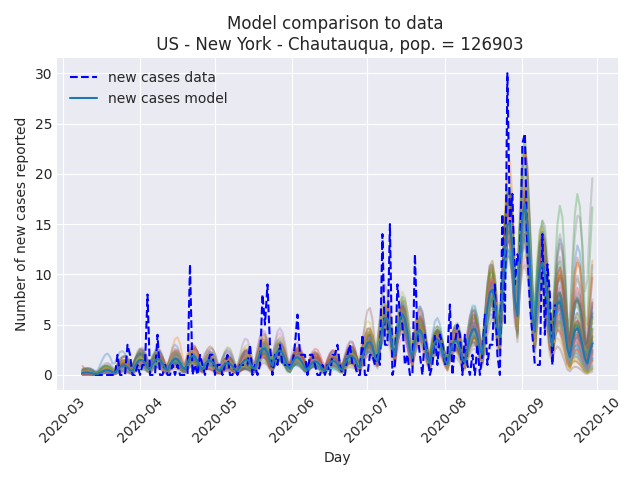 Model comparison to data
US - New York - Chautauqua, pop. = 126903
new cases data
new cases model
Number of new cases reported
30
25
20
15
10
5
0
2020-03
2020-04
2020-05
2020-06
2020-07
2020-08
2020-09
2020-10
Day